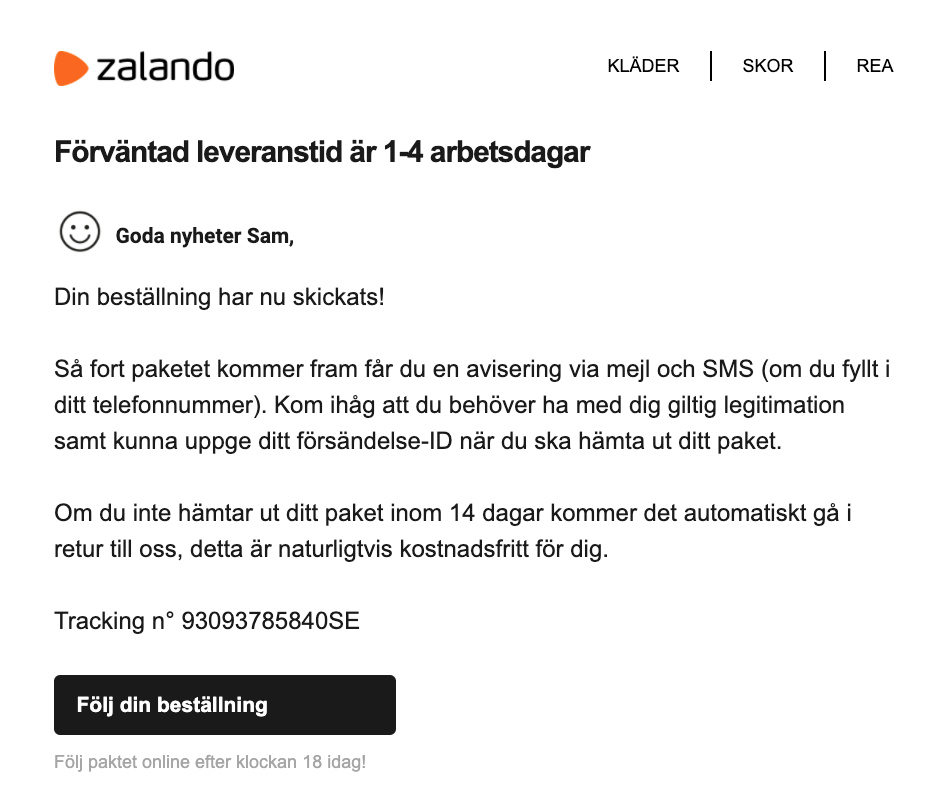 zalando
KLÄDER | SKOR | REA
Förväntad leveranstid är 1-4 arbetsdagar
Goda nyheter Sam,
Din beställning har nu skickats!
Så fort paketet kommer fram får du en avisering via mejl och SMS (om du fyllt i
ditt telefonnummer). Kom ihåg att du behöver ha med dig giltig legitimation
samt kunna uppge ditt försändelse-ID när du ska hämta ut ditt paket.
Om du inte hämtar ut ditt paket inom 14 dagar kommer det automatiskt gå i
retur till oss, detta är naturligtvis kostnadsfritt för dig.
Tracking n° 93093785840SE
Följ din beställning
Följ paktet online efter klockan 18 idag!